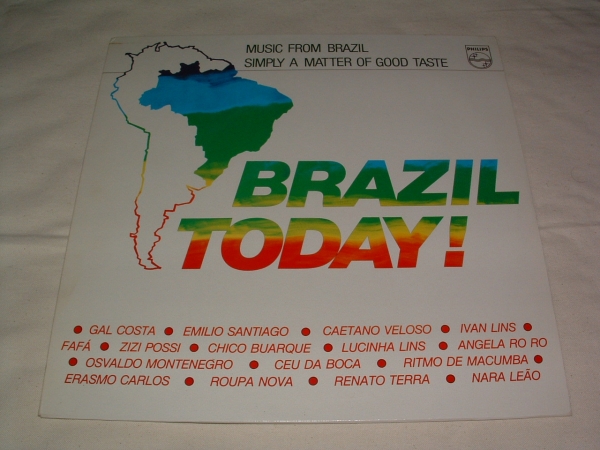 MUSIC FROM BRAZIL
SIMPLY A MATTER OF GOOD TASTE
PHILIPS
BRAZIL
TODAY!
• GAL COSTA • EMILIO SANTIAGO • CAETANO VELOSO • IVAN LINS •
FAFÁ • ZIZI POSSI • CHICO BUARQUE • LUCINHA LINS • ANGELA RO RO
• OSVALDO MONTENEGRO • CEU DA BOCA • RITMO DE MACUMBA •
ERASMO CARLOS • ROUPA NOVA • RENATO TERRA • NARA LEÃO